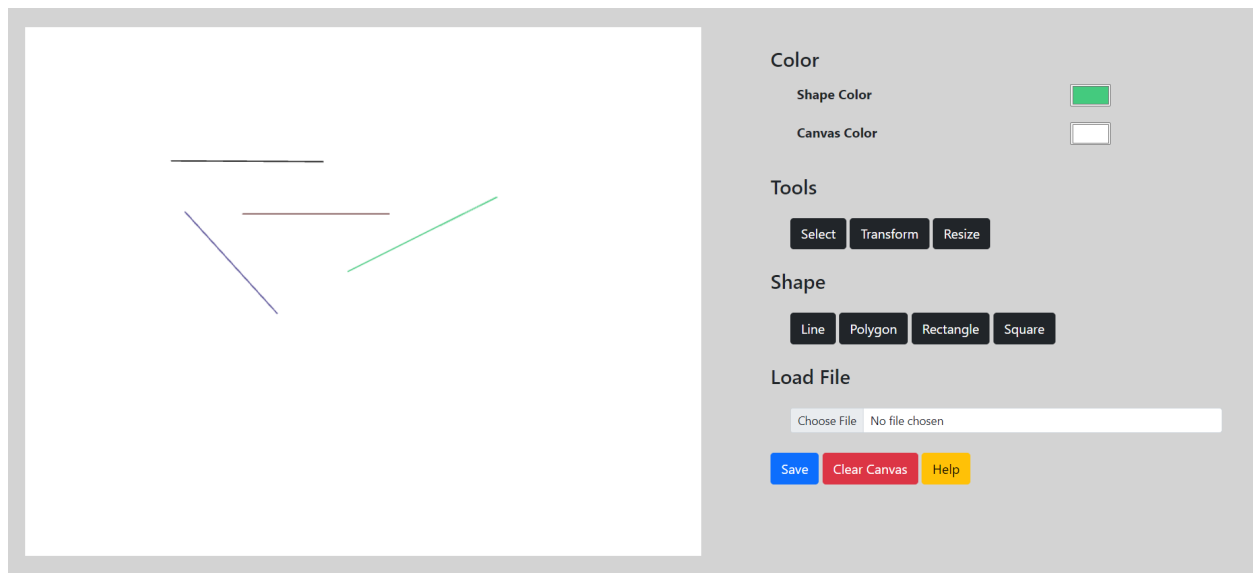 Color
Shape Color
Canvas Color
Tools
Select Transform Resize
Shape
Line Polygon Rectangle Square
Load File
Choose File No file chosen
Save Clear Canvas Help